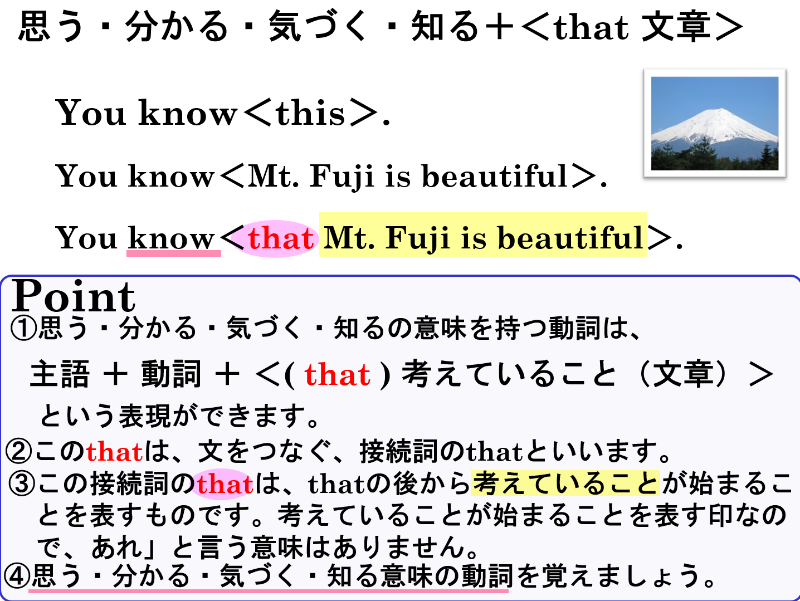 思う・分かる・気づく・知る＋＜that 文章＞
You know＜this＞.
You know＜Mt. Fuji is beautiful＞.
You know＜that Mt. Fuji is beautiful＞.
Point
①思う・分かる・気づく・知るの意味を持つ動詞は、
主語 ＋ 動詞 ＋ ＜( that ) 考えていること（文章）＞
という表現ができます。
②このthatは、文をつなぐ、接続詞のthatといいます。
③この接続詞のthatは、thatの後から考えていることが始まるこ
とを表すものです。考えていることが始まることを表す印なの
で、あれ」と言う意味はありません。
④思う・分かる・気づく・知る意味の動詞を覚えましょう。